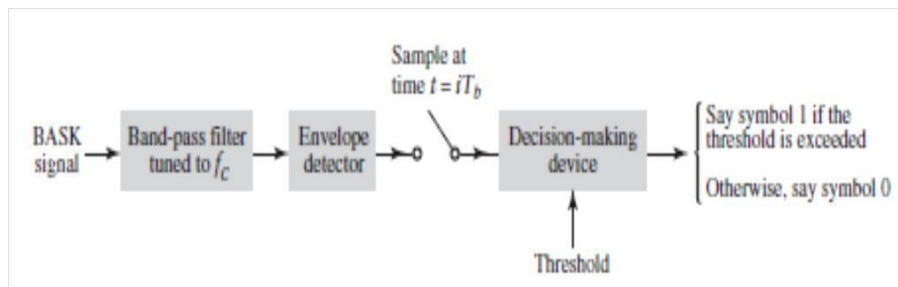 Sample at
time t = iT_b
BASK
signal
Band-pass filter
tuned to f_c
Envelope
detector
Decision-making
device
Say symbol 1 if the
threshold is exceeded
Otherwise, say symbol 0
Threshold